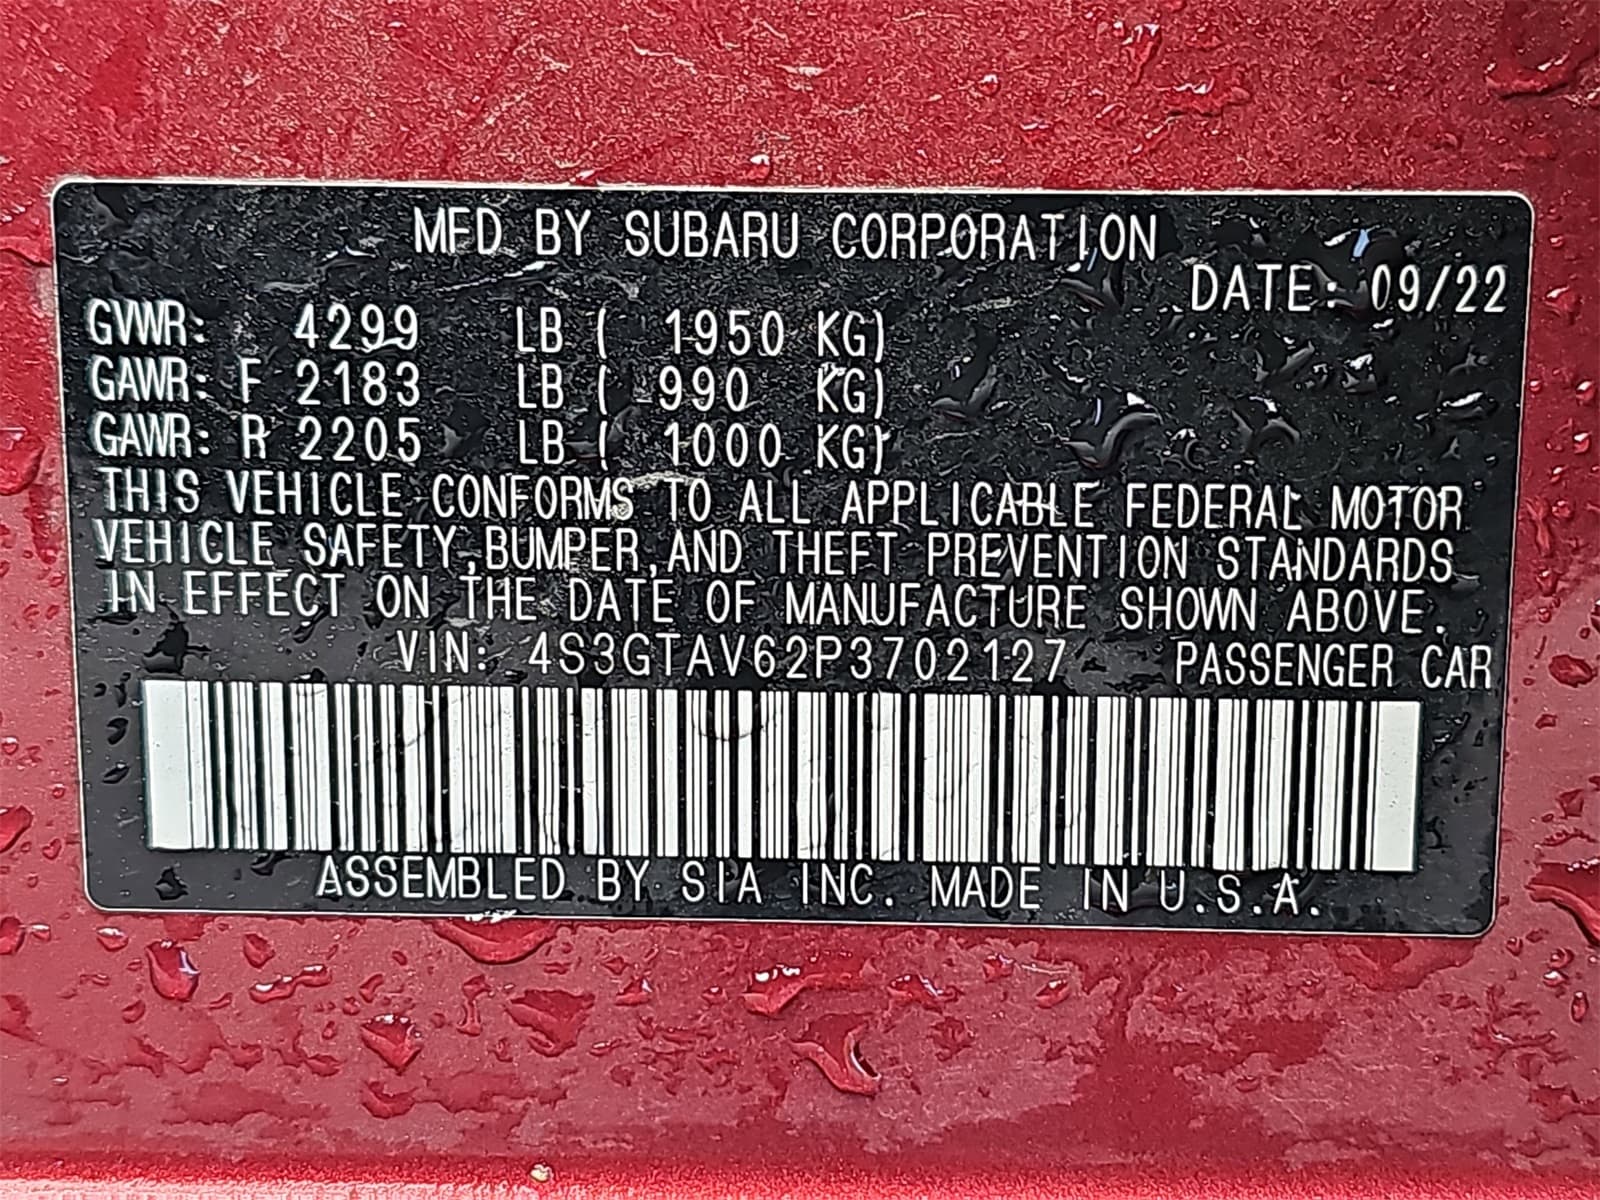 MFD BY SUBARU CORPORATION
DATE: 09/22
GVWR: 4299 LB ( 1950 KG)
GAWR: F 2183 LB ( 990 KG)
GAWR: R 2205 LB ( 1000 KG)
THIS VEHICLE CONFORMS TO ALL APPLICABLE FEDERAL MOTOR
VEHICLE SAFETY,BUMPER,AND THEFT PREVENTION STANDARDS
IN EFFECT ON THE DATE OF MANUFACTURE SHOWN ABOVE.
VIN: 4S3GTAV62P3702127 PASSENGER CAR
ASSEMBLED BY SIA INC. MADE IN U.S.A.